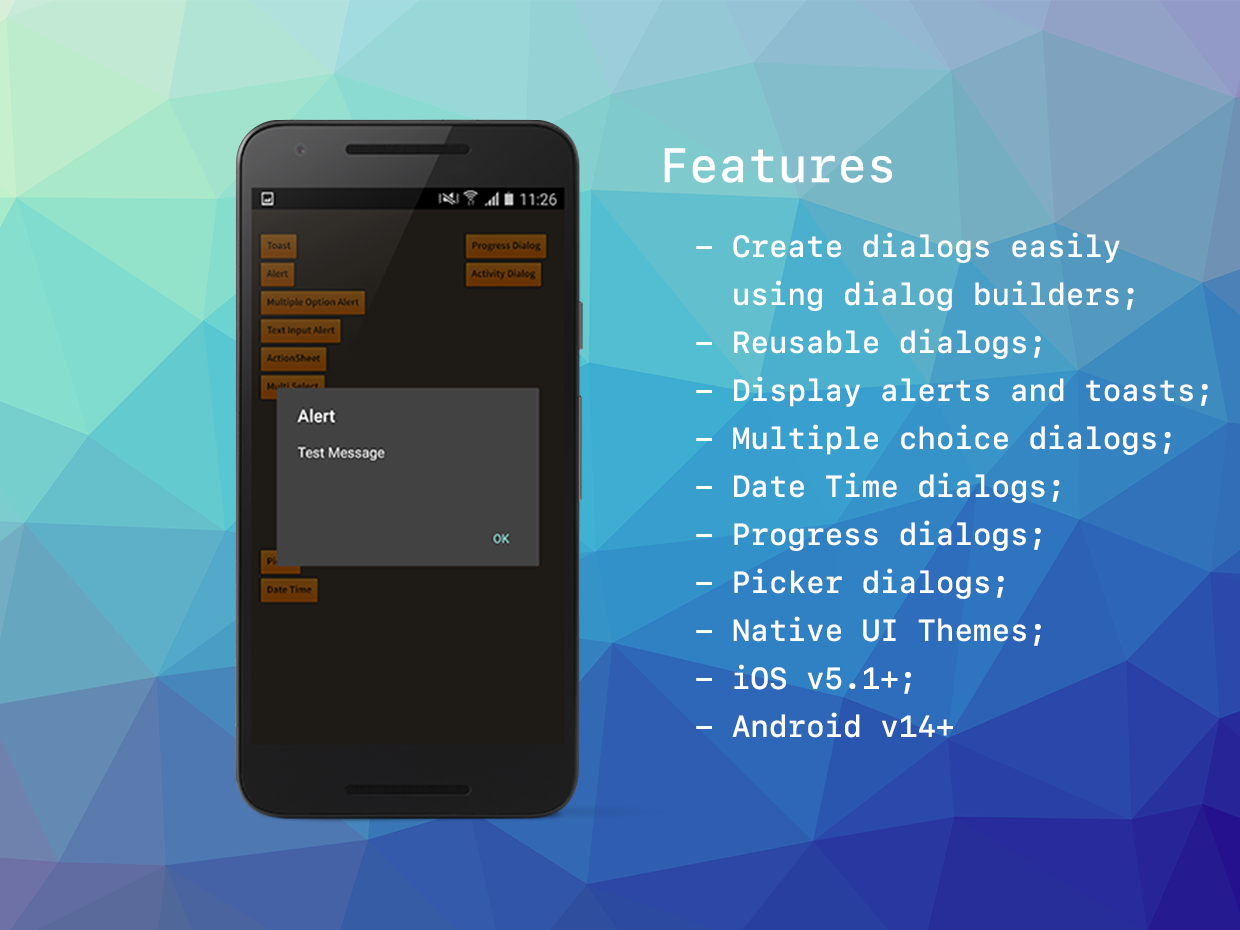 11:26
Toast
Progress Dialog
Alert
Activity Dialog
Multiple Option Alert
Text Input Alert
ActionSheet
Multi Select
Alert
Test Message
OK
Date Time
Features
– Create dialogs easily
using dialog builders;
– Reusable dialogs;
– Display alerts and toasts;
– Multiple choice dialogs;
– Date Time dialogs;
– Progress dialogs;
– Picker dialogs;
– Native UI Themes;
– iOS v5.1+;
– Android v14+